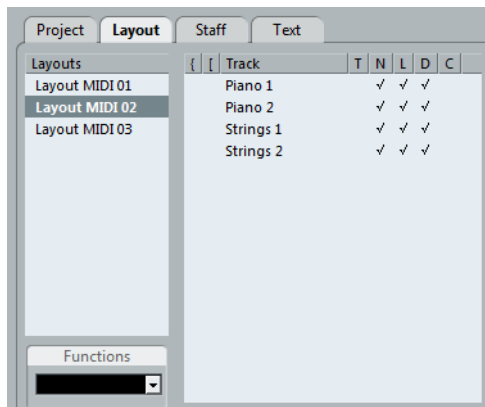 Project Layout Staff Text
Layouts
Layout MIDI 01
Layout MIDI 02
Layout MIDI 03
{ [ Track T N L D C
Piano 1 √ √ √
Piano 2 √ √ √
Strings 1 √ √ √
Strings 2 √ √ √
Functions